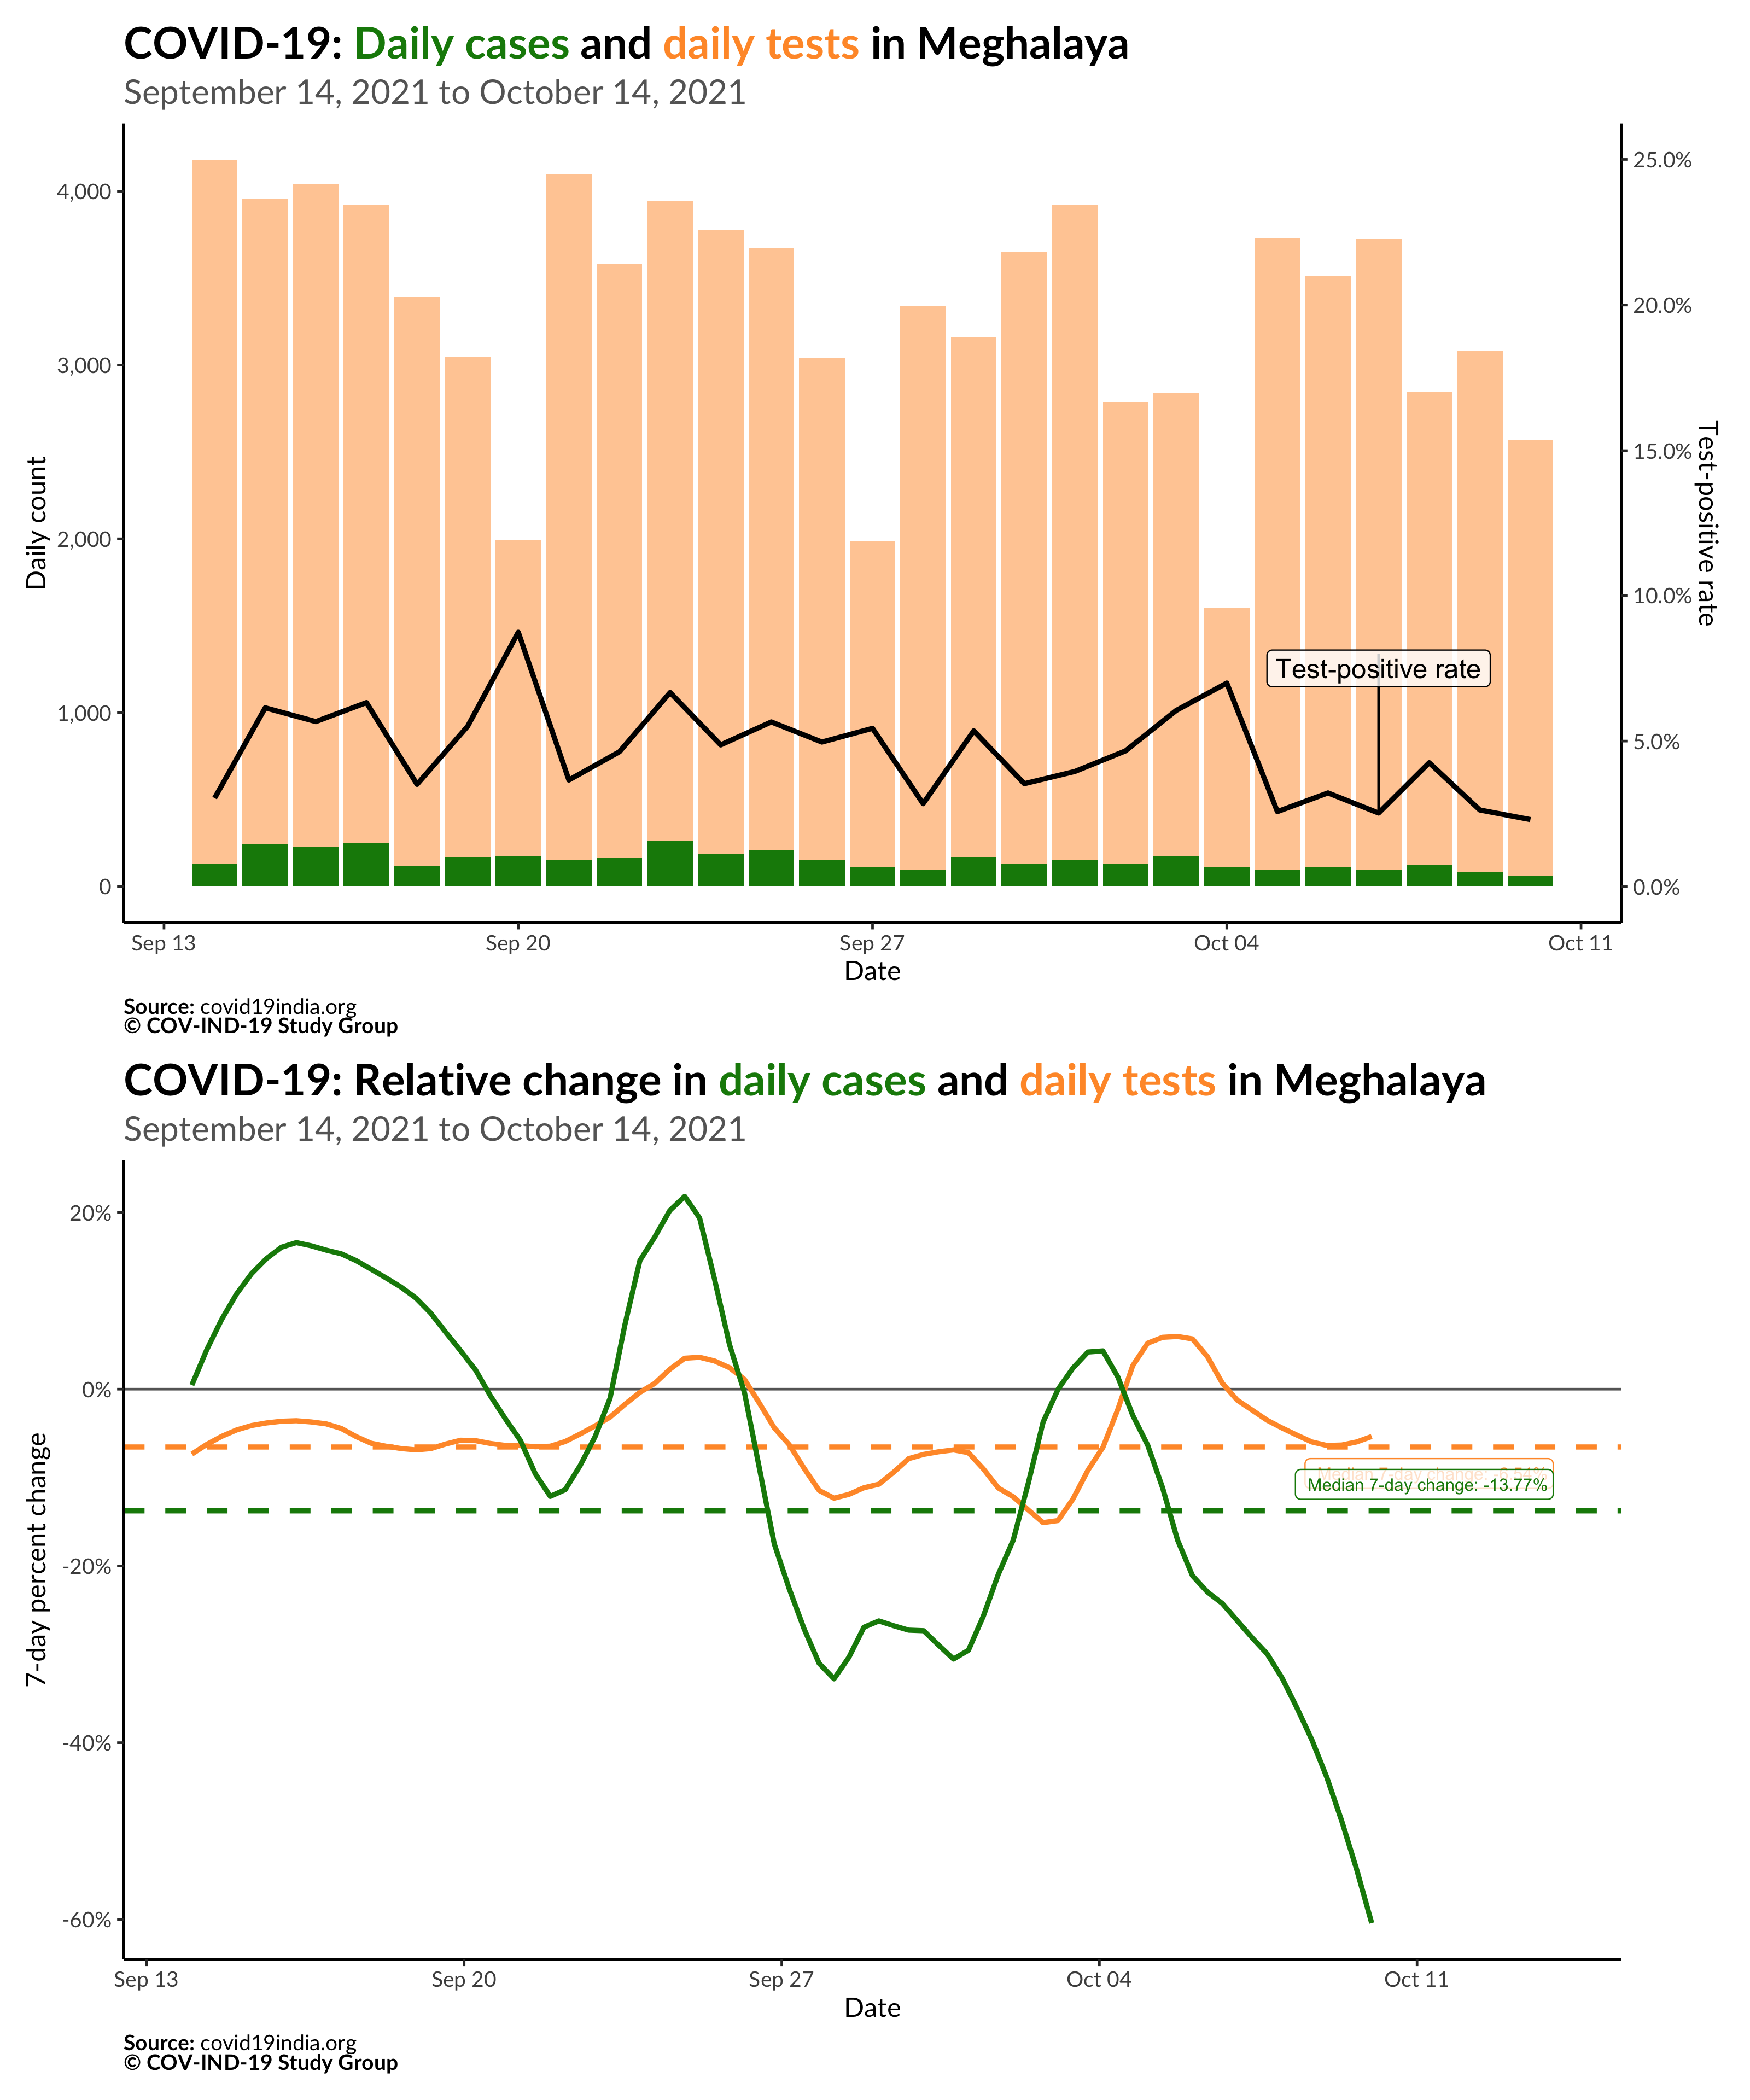 COVID-19: Daily cases and daily tests in Meghalaya
September 14, 2021 to October 14, 2021
4,000
3,000
2,000
1,000
0
Daily count
25.0%
20.0%
15.0%
10.0%
5.0%
0.0%
Test-positive rate
Test-positive rate
Sep 13
Sep 20
Sep 27
Oct 04
Oct 11
Date
Source: covid19india.org
© COV-IND-19 Study Group
COVID-19: Relative change in daily cases and daily tests in Meghalaya
September 14, 2021 to October 14, 2021
20%
0%
-20%
-40%
-60%
7-day percent change
Median 7-day change:
Median 7-day change: -13.77%
Sep 13
Sep 20
Sep 27
Oct 04
Oct 11
Date
Source: covid19india.org
© COV-IND-19 Study Group